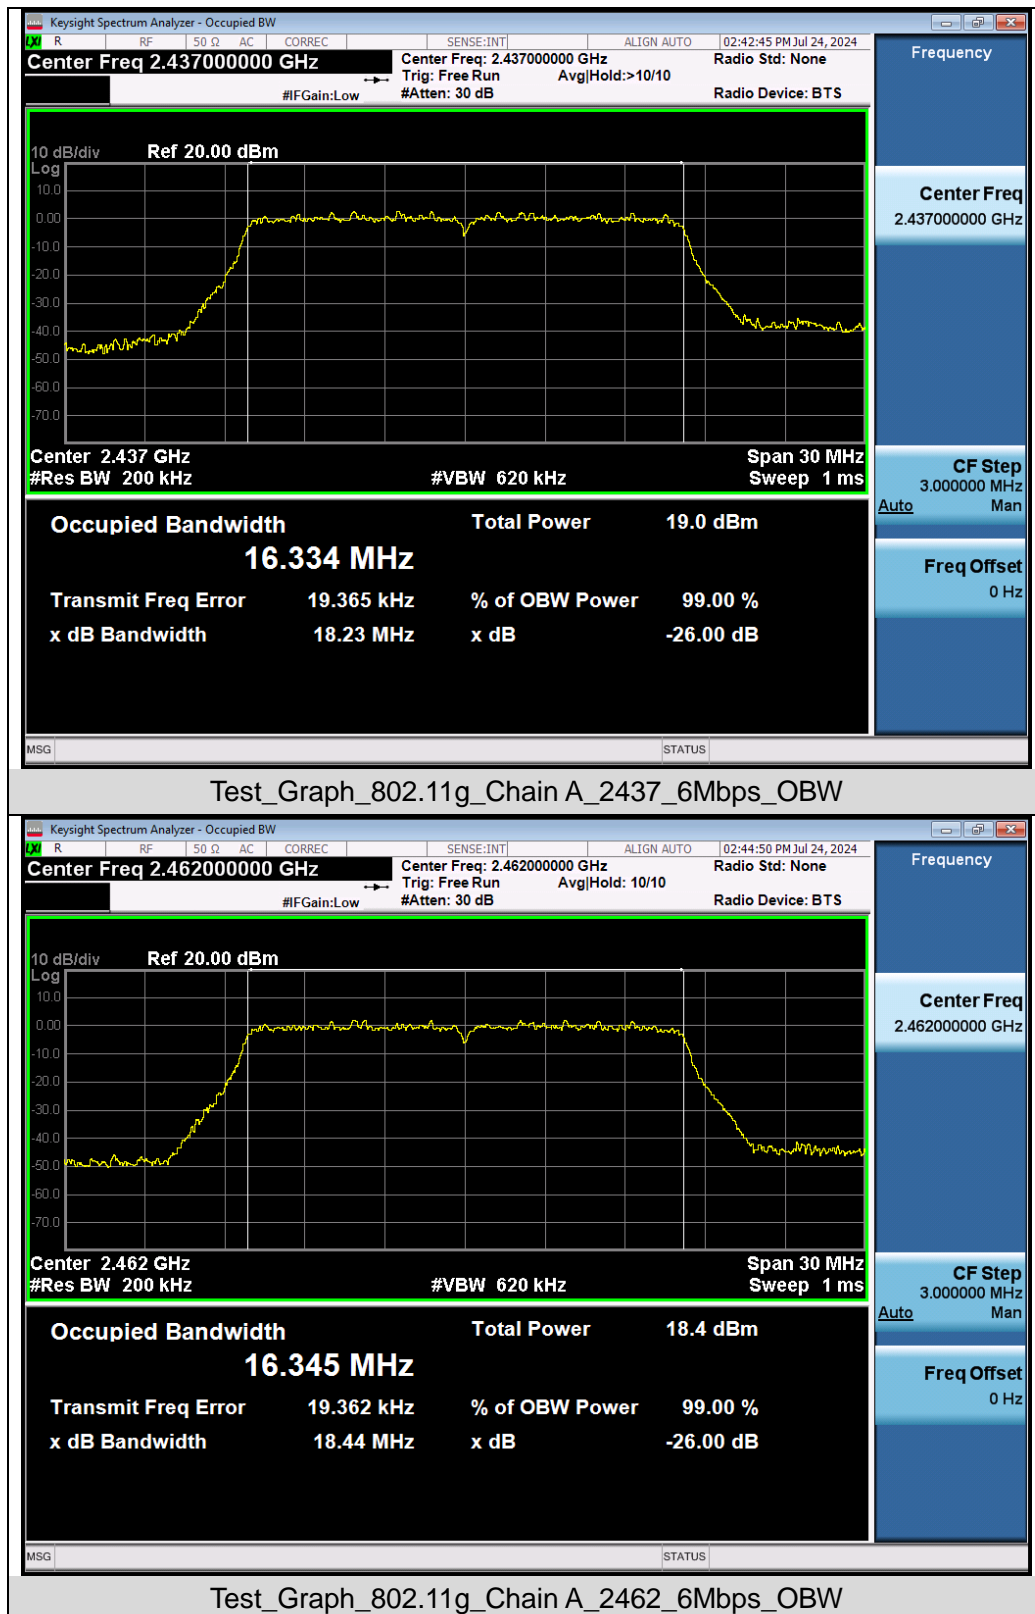 Keysight Spectrum Analyzer - Occupied BW
LXI R RF 50 Ω AC CORREC SENSE:INT ALIGN AUTO 02:42:45 PM Jul 24, 2024
Center Freq 2.437000000 GHz
Center Freq: 2.437000000 GHz Radio Std: None
Trig: Free Run Avg|Hold:>10/10
#IFGain:Low #Atten: 30 dB Radio Device: BTS
Frequency
10 dB/div Ref 20.00 dBm
Log
10.0
0.00
-10.0
-20.0
-30.0
-40.0
-50.0
-60.0
-70.0
Center 2.437 GHz Span 30 MHz
#Res BW 200 kHz #VBW 620 kHz Sweep 1 ms
Center Freq
2.437000000 GHz
CF Step
3.000000 MHz
Auto Man
Freq Offset
0 Hz
Occupied Bandwidth Total Power 19.0 dBm
16.334 MHz
Transmit Freq Error 19.365 kHz % of OBW Power 99.00 %
x dB Bandwidth 18.23 MHz x dB -26.00 dB
MSG STATUS
Test_Graph_802.11g_Chain A_2437_6Mbps_OBW
Keysight Spectrum Analyzer - Occupied BW
LXI R RF 50 Ω AC CORREC SENSE:INT ALIGN AUTO 02:44:50 PM Jul 24, 2024
Center Freq 2.462000000 GHz
Center Freq: 2.462000000 GHz Radio Std: None
Trig: Free Run Avg|Hold: 10/10
#IFGain:Low #Atten: 30 dB Radio Device: BTS
Frequency
10 dB/div Ref 20.00 dBm
Log
10.0
0.00
-10.0
-20.0
-30.0
-40.0
-50.0
-60.0
-70.0
Center 2.462 GHz Span 30 MHz
#Res BW 200 kHz #VBW 620 kHz Sweep 1 ms
Center Freq
2.462000000 GHz
CF Step
3.000000 MHz
Auto Man
Freq Offset
0 Hz
Occupied Bandwidth Total Power 18.4 dBm
16.345 MHz
Transmit Freq Error 19.362 kHz % of OBW Power 99.00 %
x dB Bandwidth 18.44 MHz x dB -26.00 dB
MSG STATUS
Test_Graph_802.11g_Chain A_2462_6Mbps_OBW